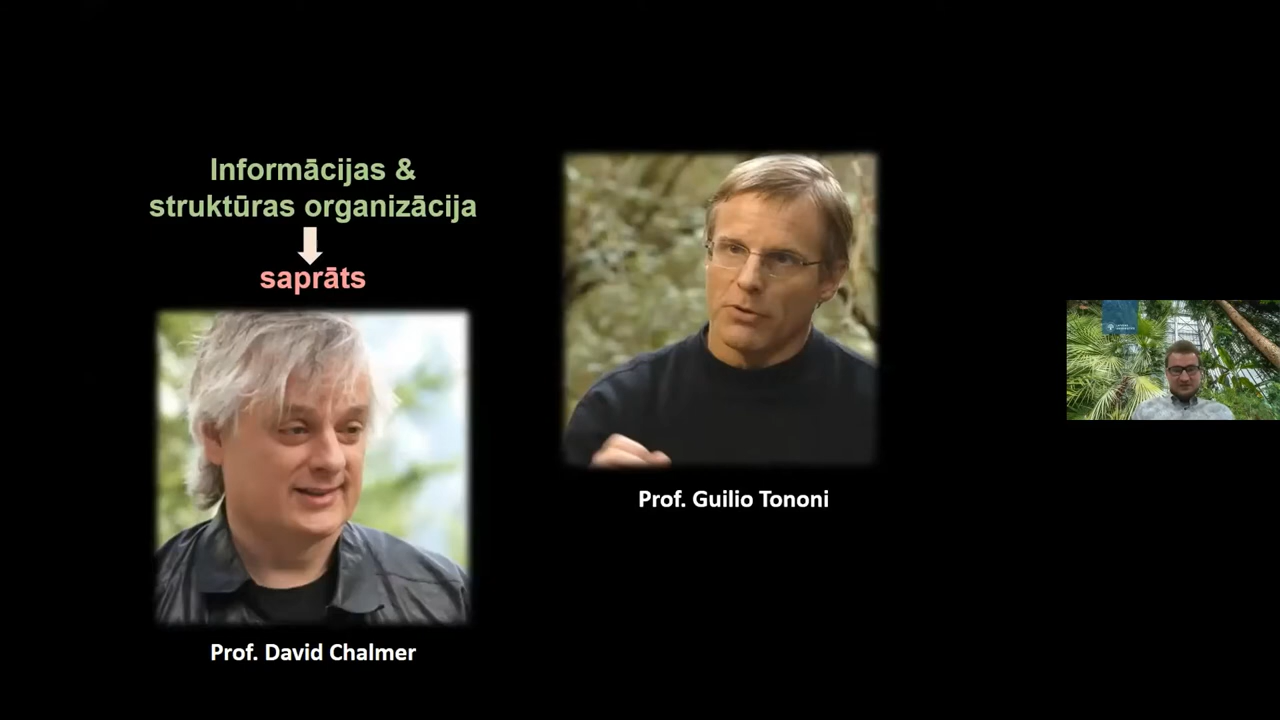 Informācijas &
struktūras organizācija
saprāts
Prof. David Chalmer
Prof. Guilio Tononi